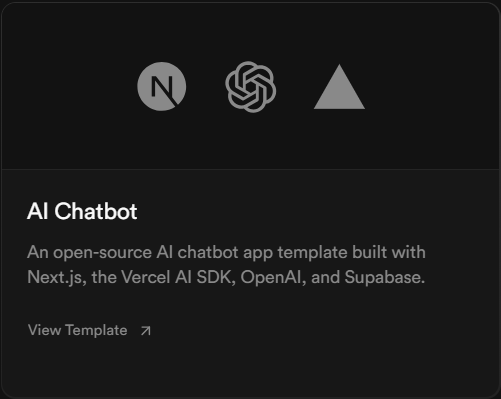 AI Chatbot
An open-source AI chatbot app template built with
Next.js, the Vercel AI SDK, OpenAI, and Supabase.
View Template